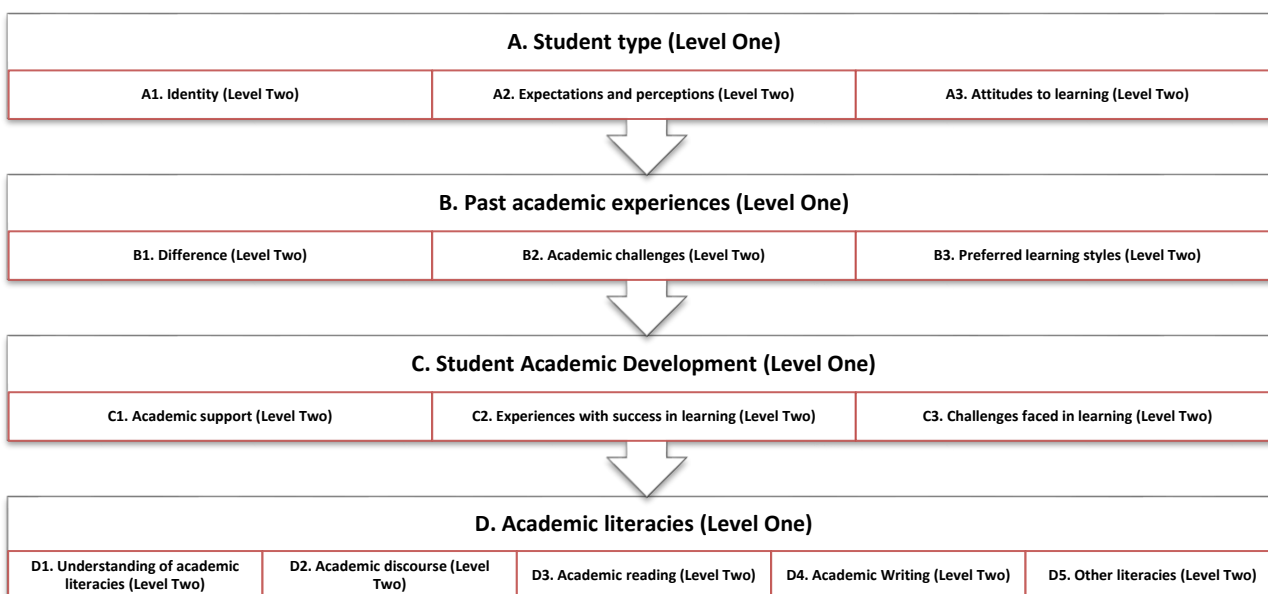 A. Student type (Level One)
A1. Identity (Level Two)
A2. Expectations and perceptions (Level Two)
A3. Attitudes to learning (Level Two)
B. Past academic experiences (Level One)
B1. Difference (Level Two)
B2. Academic challenges (Level Two)
B3. Preferred learning styles (Level Two)
C. Student Academic Development (Level One)
C1. Academic support (Level Two)
C2. Experiences with success in learning (Level Two)
C3. Challenges faced in learning (Level Two)
D. Academic literacies (Level One)
D1. Understanding of academic
literacies (Level Two)
D2. Academic discourse (Level
Two)
D3. Academic reading (Level Two)
D4. Academic Writing (Level Two)
D5. Other literacies (Level Two)